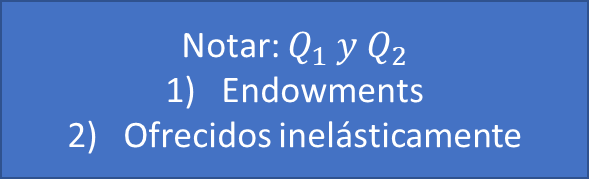 Notar: Q₁ y Q₂
1) Endowments
2) Ofrecidos inelásticamente